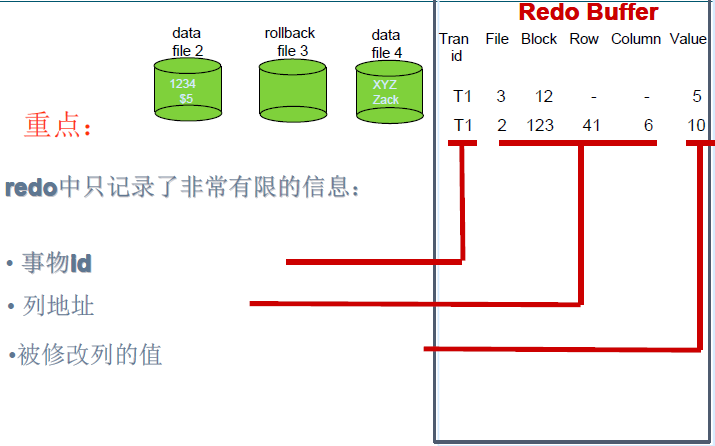 Redo Buffer
data
file 2
rollback
file 3
data
file 4
Tran
id
File Block Row Column Value
1234
$5
XYZ
Zack
T1 3 12 - - 5
T1 2 123 41 6 10
重点：
redo中只记录了非常有限的信息：
• 事物id
• 列地址
•被修改列的值